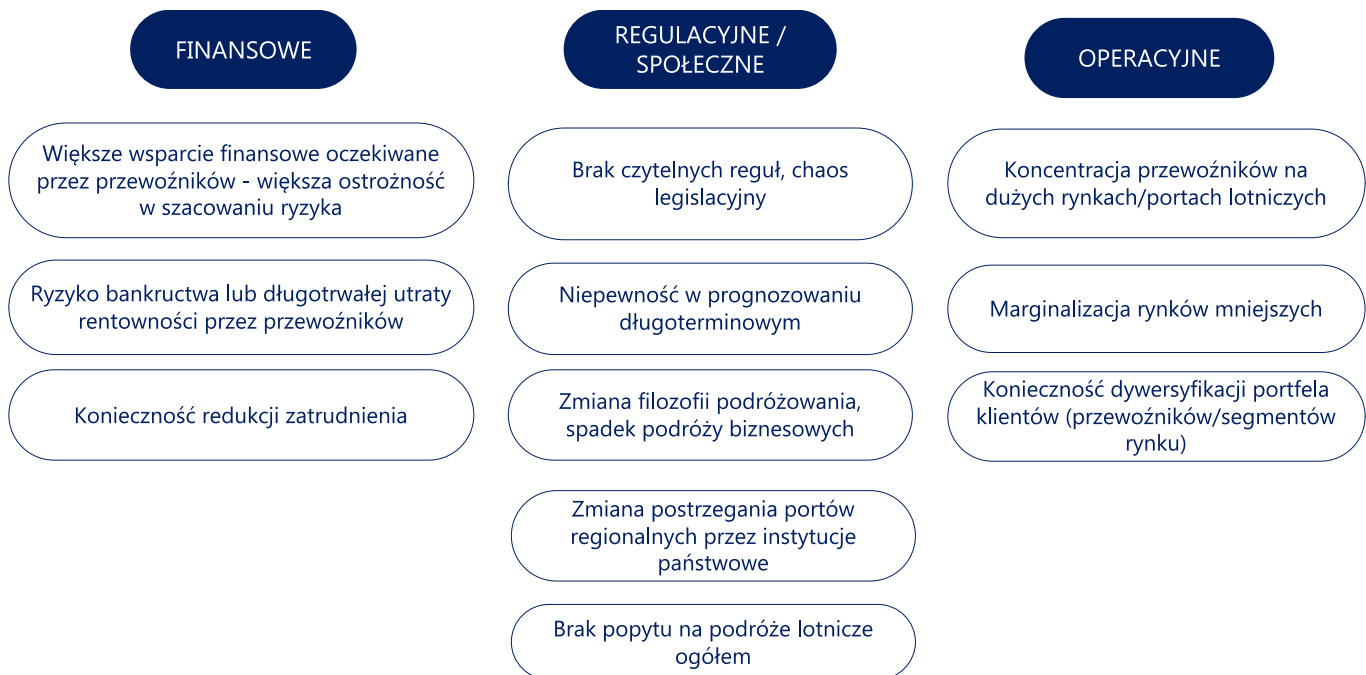 FINANSOWE
Większe wsparcie finansowe oczekiwane
przez przewoźników - większa ostrożność
w szacowaniu ryzyka
Ryzyko bankructwa lub długotrwałej utraty
rentowności przez przewoźników
Konieczność redukcji zatrudnienia
REGULACYJNE /
SPOŁECZNE
Brak czytelnych reguł, chaos
legislacyjny
Niepewność w prognozowaniu
długoterminowym
Zmiana filozofii podróżowania,
spadek podróży biznesowych
Zmiana postrzegania portów
regionalnych przez instytucje
państwowe
Brak popytu na podróże lotnicze
ogółem
OPERACYJNE
Koncentracja przewoźników na
dużych rynkach/portach lotniczych
Marginalizacja rynków mniejszych
Konieczność dywersyfikacji portfela
klientów (przewoźników/segmentów
rynku)